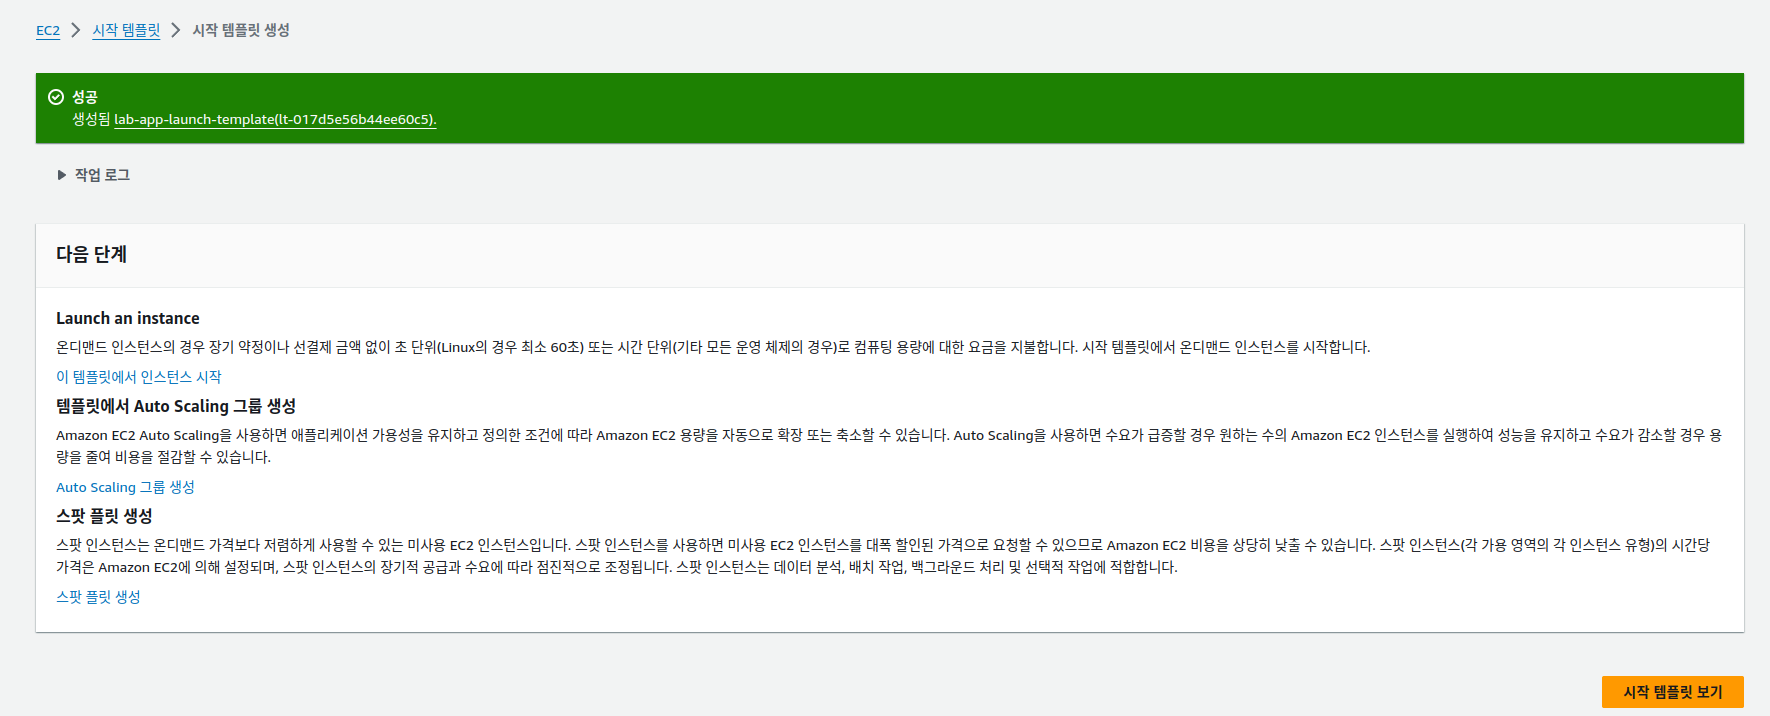 EC2 > 시작 템플릿 > 시작 템플릿 생성
성공
생성됨 lab-app-launch-template(lt-017d5e56b44ee60c5).
작업 로그
다음 단계
Launch an instance
온디맨드 인스턴스의 경우 장기 약정이나 선결제 금액 없이 초 단위(Linux의 경우 최소 60초) 또는 시간 단위(기타 모든 운영 체제의 경우)로 컴퓨팅 용량에 대한 요금을 지불합니다. 시작 템플릿에서 온디맨드 인스턴스를 시작합니다.
이 템플릿에서 인스턴스 시작
템플릿에서 Auto Scaling 그룹 생성
Amazon EC2 Auto Scaling을 사용하면 애플리케이션 가용성을 유지하고 정의한 조건에 따라 Amazon EC2 용량을 자동으로 확장 또는 축소할 수 있습니다. Auto Scaling을 사용하면 수요가 급증할 경우 원하는 수의 Amazon EC2 인스턴스를 실행하여 성능을 유지하고 수요가 감소할 경우 용
량을 줄여 비용을 절감할 수 있습니다.
Auto Scaling 그룹 생성
스팟 플릿 생성
스팟 인스턴스는 온디맨드 가격보다 저렴하게 사용할 수 있는 미사용 EC2 인스턴스입니다. 스팟 인스턴스를 사용하면 미사용 EC2 인스턴스를 대폭 할인된 가격으로 요청할 수 있으므로 Amazon EC2 비용을 상당히 낮출 수 있습니다. 스팟 인스턴스(각 가용 영역의 각 인스턴스 유형)의 시간당
가격은 Amazon EC2에 의해 설정되며, 스팟 인스턴스의 장기적 공급과 수요에 따라 점진적으로 조정됩니다. 스팟 인스턴스는 데이터 분석, 배치 작업, 백그라운드 처리 및 선택적 작업에 적합합니다.
스팟 플릿 생성
시작 템플릿 보기